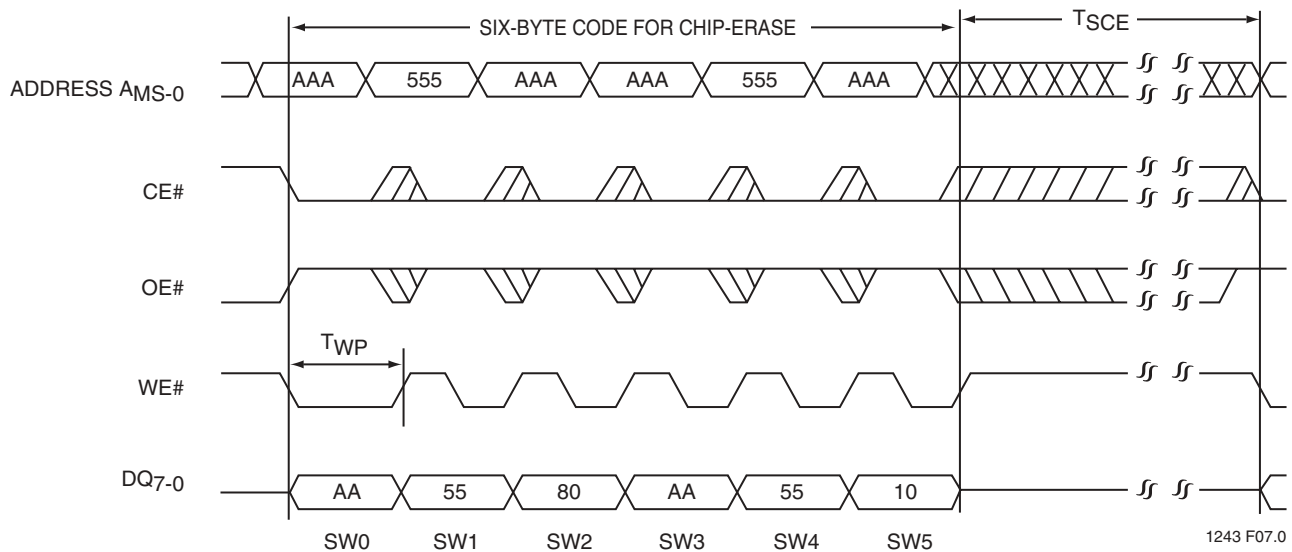 SIX-BYTE CODE FOR CHIP-ERASE
TSCE
ADDRESS AMS-0
AAA 555 AAA AAA 555 AAA
CE#
OE#
TWP
WE#
DQ7-0
AA 55 80 AA 55 10
SW0 SW1 SW2 SW3 SW4 SW5
1243 F07.0